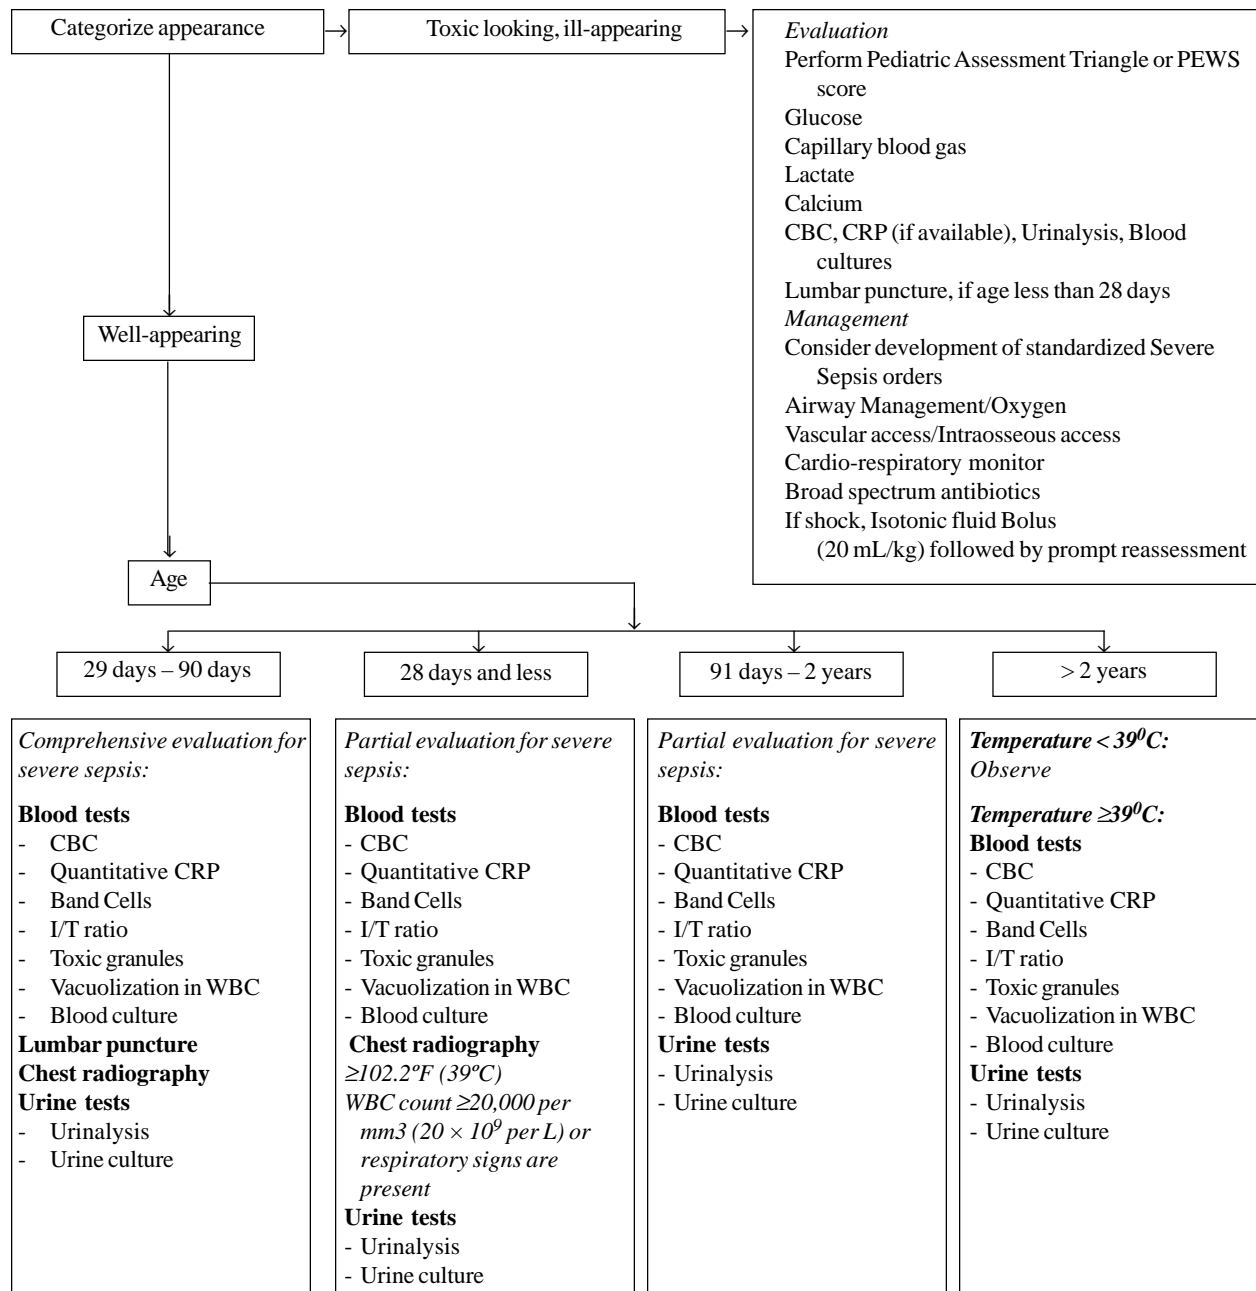 Categorize appearance
Toxic looking, ill-appearing
Evaluation
Perform Pediatric Assessment Triangle or PEWS
score
Glucose
Capillary blood gas
Lactate
Calcium
CBC, CRP (if available), Urinalysis, Blood
cultures
Lumbar puncture, if age less than 28 days
Management
Consider development of standardized Severe
Sepsis orders
Airway Management/Oxygen
Vascular access/Intraosseous access
Cardio-respiratory monitor
Broad spectrum antibiotics
If shock, Isotonic fluid Bolus
(20 mL/kg) followed by prompt reassessment
Well-appearing
Age
29 days – 90 days
28 days and less
91 days – 2 years
> 2 years
Comprehensive evaluation for
severe sepsis:
Blood tests
- CBC
- Quantitative CRP
- Band Cells
- I/T ratio
- Toxic granules
- Vacuolization in WBC
- Blood culture
Lumbar puncture
Chest radiography
Urine tests
- Urinalysis
- Urine culture
Partial evaluation for severe
sepsis:
Blood tests
- CBC
- Quantitative CRP
- Band Cells
- I/T ratio
- Toxic granules
- Vacuolization in WBC
- Blood culture
Chest radiography
≥102.2ºF (39ºC)
WBC count ≥20,000 per
mm3 (20 × 10⁹ per L) or
respiratory signs are
present
Urine tests
- Urinalysis
- Urine culture
Partial evaluation for severe
sepsis:
Blood tests
- CBC
- Quantitative CRP
- Band Cells
- I/T ratio
- Toxic granules
- Vacuolization in WBC
- Blood culture
Urine tests
- Urinalysis
- Urine culture
Temperature < 39⁰C:
Observe
Temperature ≥39⁰C:
Blood tests
- CBC
- Quantitative CRP
- Band Cells
- I/T ratio
- Toxic granules
- Vacuolization in WBC
- Blood culture
Urine tests
- Urinalysis
- Urine culture